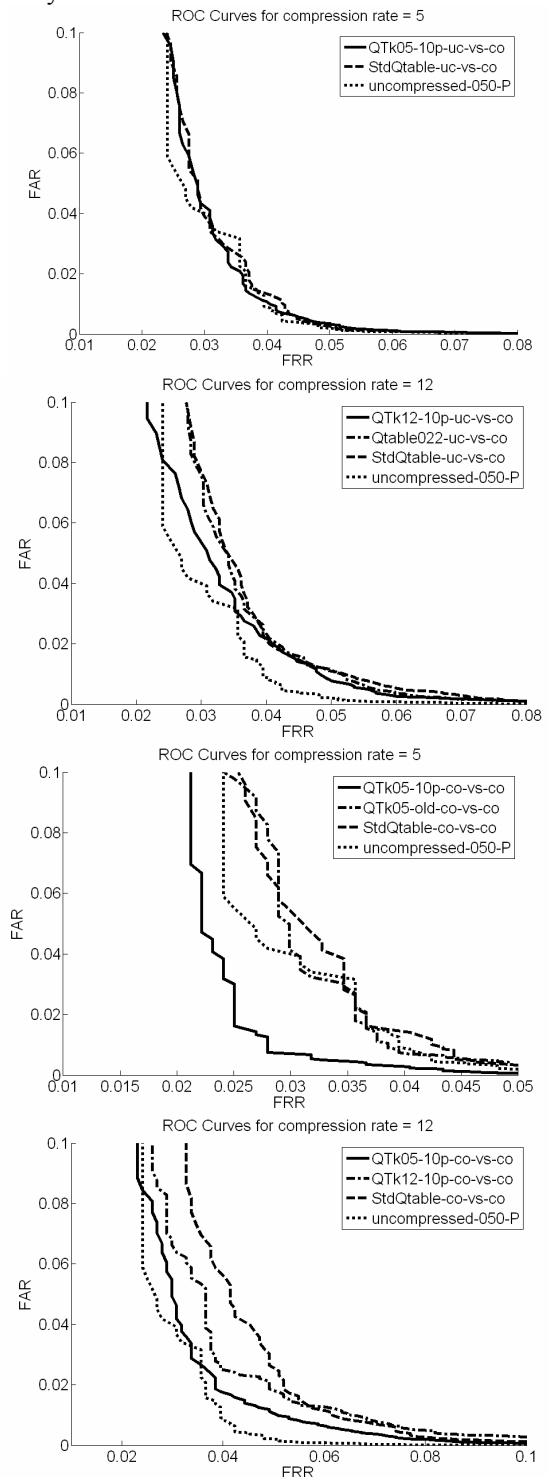 ROC Curves for compression rate = 5
QTk05-10p-uc-vs-co
StdQtable-uc-vs-co
uncompressed-050-P
FAR
0.1
0.08
0.06
0.04
0.02
0
0.01 0.02 0.03 0.04 0.05 0.06 0.07 0.08
FRR
ROC Curves for compression rate = 12
QTk12-10p-uc-vs-co
Qtable022-uc-vs-co
StdQtable-uc-vs-co
uncompressed-050-P
FAR
0.1
0.08
0.06
0.04
0.02
0
0.01 0.02 0.03 0.04 0.05 0.06 0.07 0.08
FRR
ROC Curves for compression rate = 5
QTk05-10p-co-vs-co
QTk05-old-co-vs-co
StdQtable-co-vs-co
uncompressed-050-P
FAR
0.1
0.08
0.06
0.04
0.02
0
0.01 0.015 0.02 0.025 0.03 0.035 0.04 0.045 0.05
FRR
ROC Curves for compression rate = 12
QTk05-10p-co-vs-co
QTk12-10p-co-vs-co
StdQtable-co-vs-co
uncompressed-050-P
FAR
0.1
0.08
0.06
0.04
0.02
0
0.02 0.04 0.06 0.08 0.1
FRR